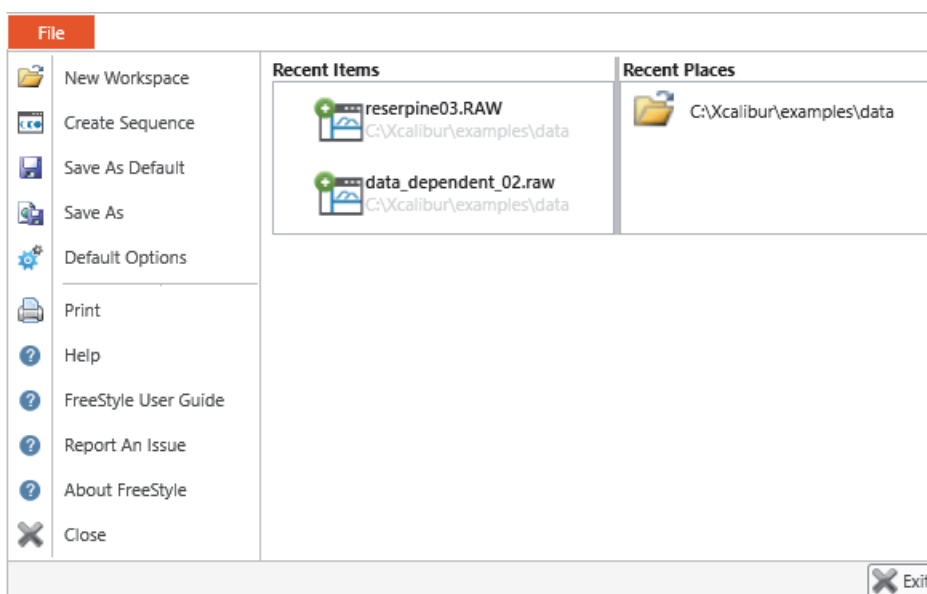 File
New Workspace
Create Sequence
Save As Default
Save As
Default Options
Print
Help
FreeStyle User Guide
Report An Issue
About FreeStyle
Close
Recent Items
reserpine03.RAW
C:\Xcalibur\examples\data
data_dependent_02.raw
C:\Xcalibur\examples\data
Recent Places
C:\Xcalibur\examples\data
Exit